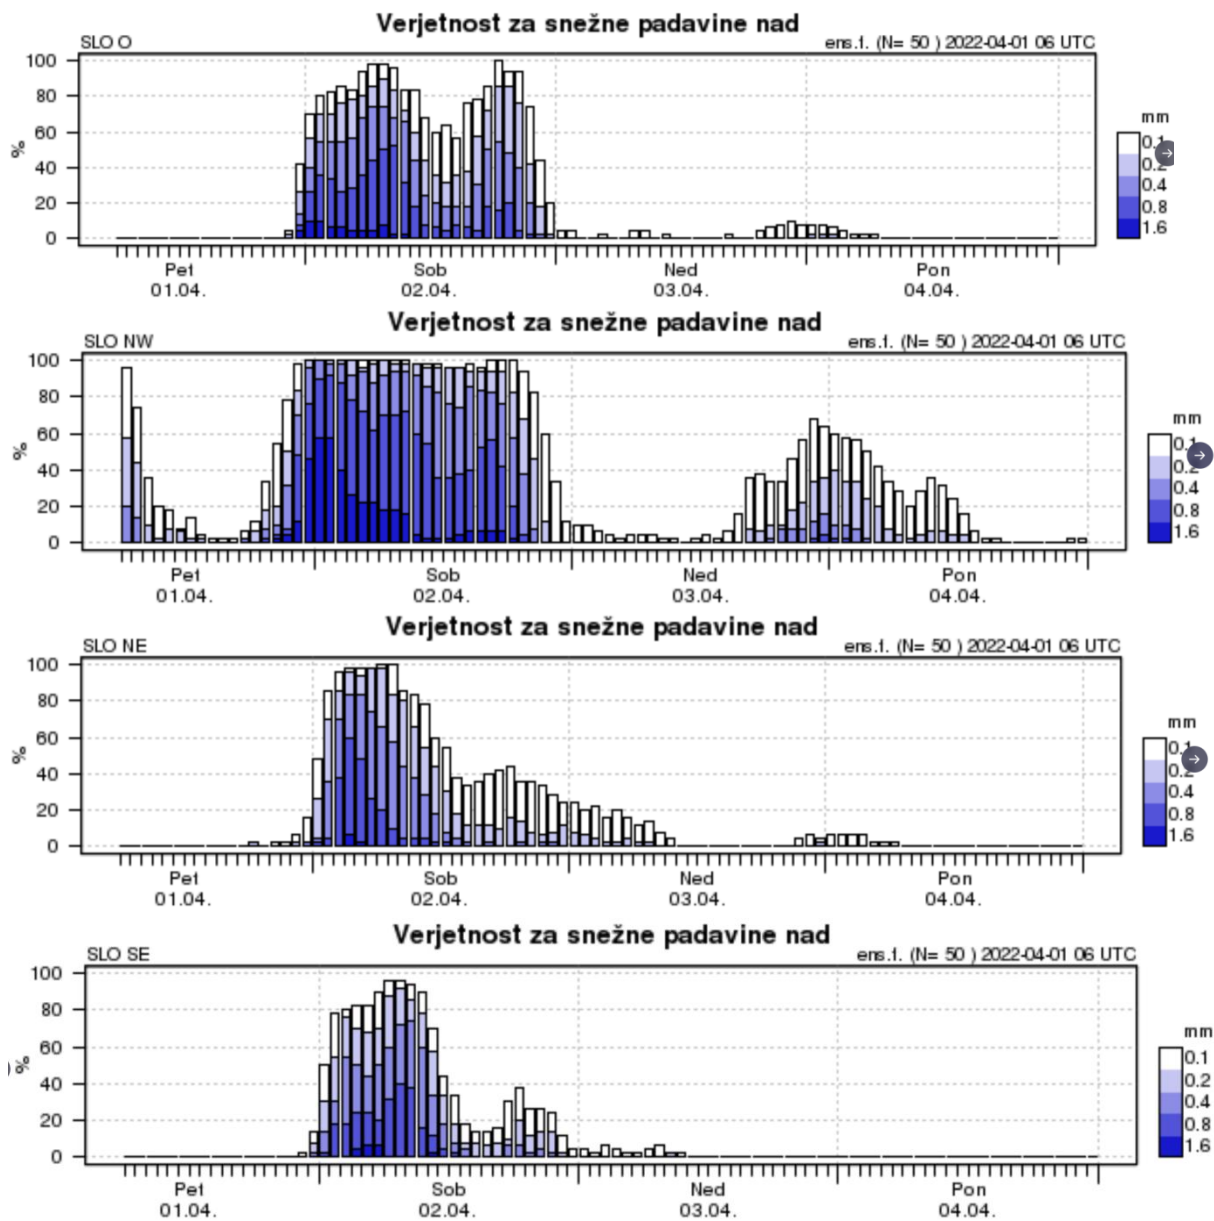 Verjetnost za snežne padavine nad
SLO O
ens.f. (N= 50 ) 2022-04-01 06 UTC
100
80
60
40
20
0
%
mm
0.1
0.2
0.4
0.8
1.6
Pet
01.04.
Sob
02.04.
Ned
03.04.
Pon
04.04.
Verjetnost za snežne padavine nad
SLO NW
ens.f. (N= 50 ) 2022-04-01 06 UTC
100
80
60
40
20
0
%
mm
0.1
0.2
0.4
0.8
1.6
Pet
01.04.
Sob
02.04.
Ned
03.04.
Pon
04.04.
Verjetnost za snežne padavine nad
SLO NE
ens.f. (N= 50 ) 2022-04-01 06 UTC
100
80
60
40
20
0
%
mm
0.1
0.2
0.4
0.8
1.6
Pet
01.04.
Sob
02.04.
Ned
03.04.
Pon
04.04.
Verjetnost za snežne padavine nad
SLO SE
ens.f. (N= 50 ) 2022-04-01 06 UTC
100
80
60
40
20
0
%
mm
0.1
0.2
0.4
0.8
1.6
Pet
01.04.
Sob
02.04.
Ned
03.04.
Pon
04.04.